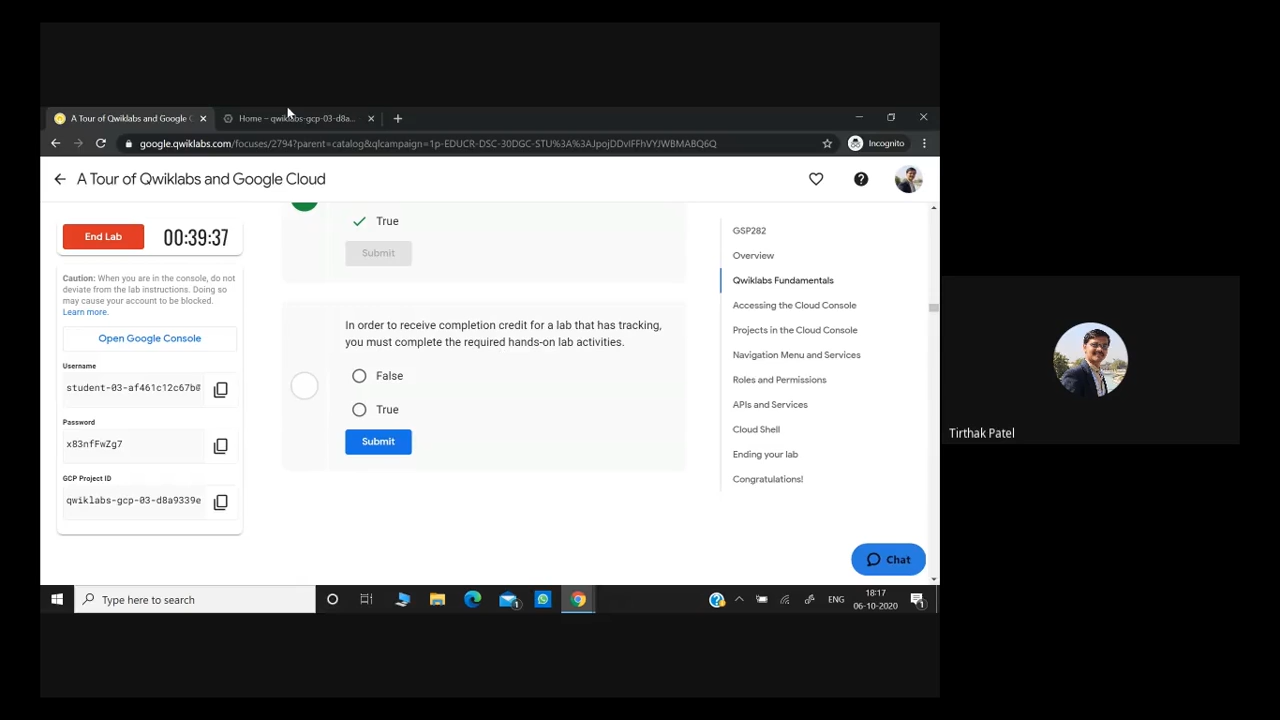 A Tour of Qwiklabs and Google C
Home – qwiklabs-gcp-03-d8a...
google.qwiklabs.com/focuses/2794?parent=catalog&qlcampaign=1p-EDUCR-DSC-30DGC-STU%3A%3AJpojDDvIFFhVYJWBMABQ6Q
Incognito
A Tour of Qwiklabs and Google Cloud
End Lab
00:39:37
Caution: When you are in the console, do not
deviate from the lab instructions. Doing so
may cause your account to be blocked.
Learn more.
Open Google Console
Username
student-03-af461c12c67b@
Password
x83nfFwZg7
GCP Project ID
qwiklabs-gcp-03-d8a9339e
True
Submit
In order to receive completion credit for a lab that has tracking,
you must complete the required hands-on lab activities.
False
True
Submit
GSP282
Overview
Qwiklabs Fundamentals
Accessing the Cloud Console
Projects in the Cloud Console
Navigation Menu and Services
Roles and Permissions
APIs and Services
Cloud Shell
Ending your lab
Congratulations!
Chat
Type here to search
1
ENG
18:17
06-10-2020
1
Tirthak Patel